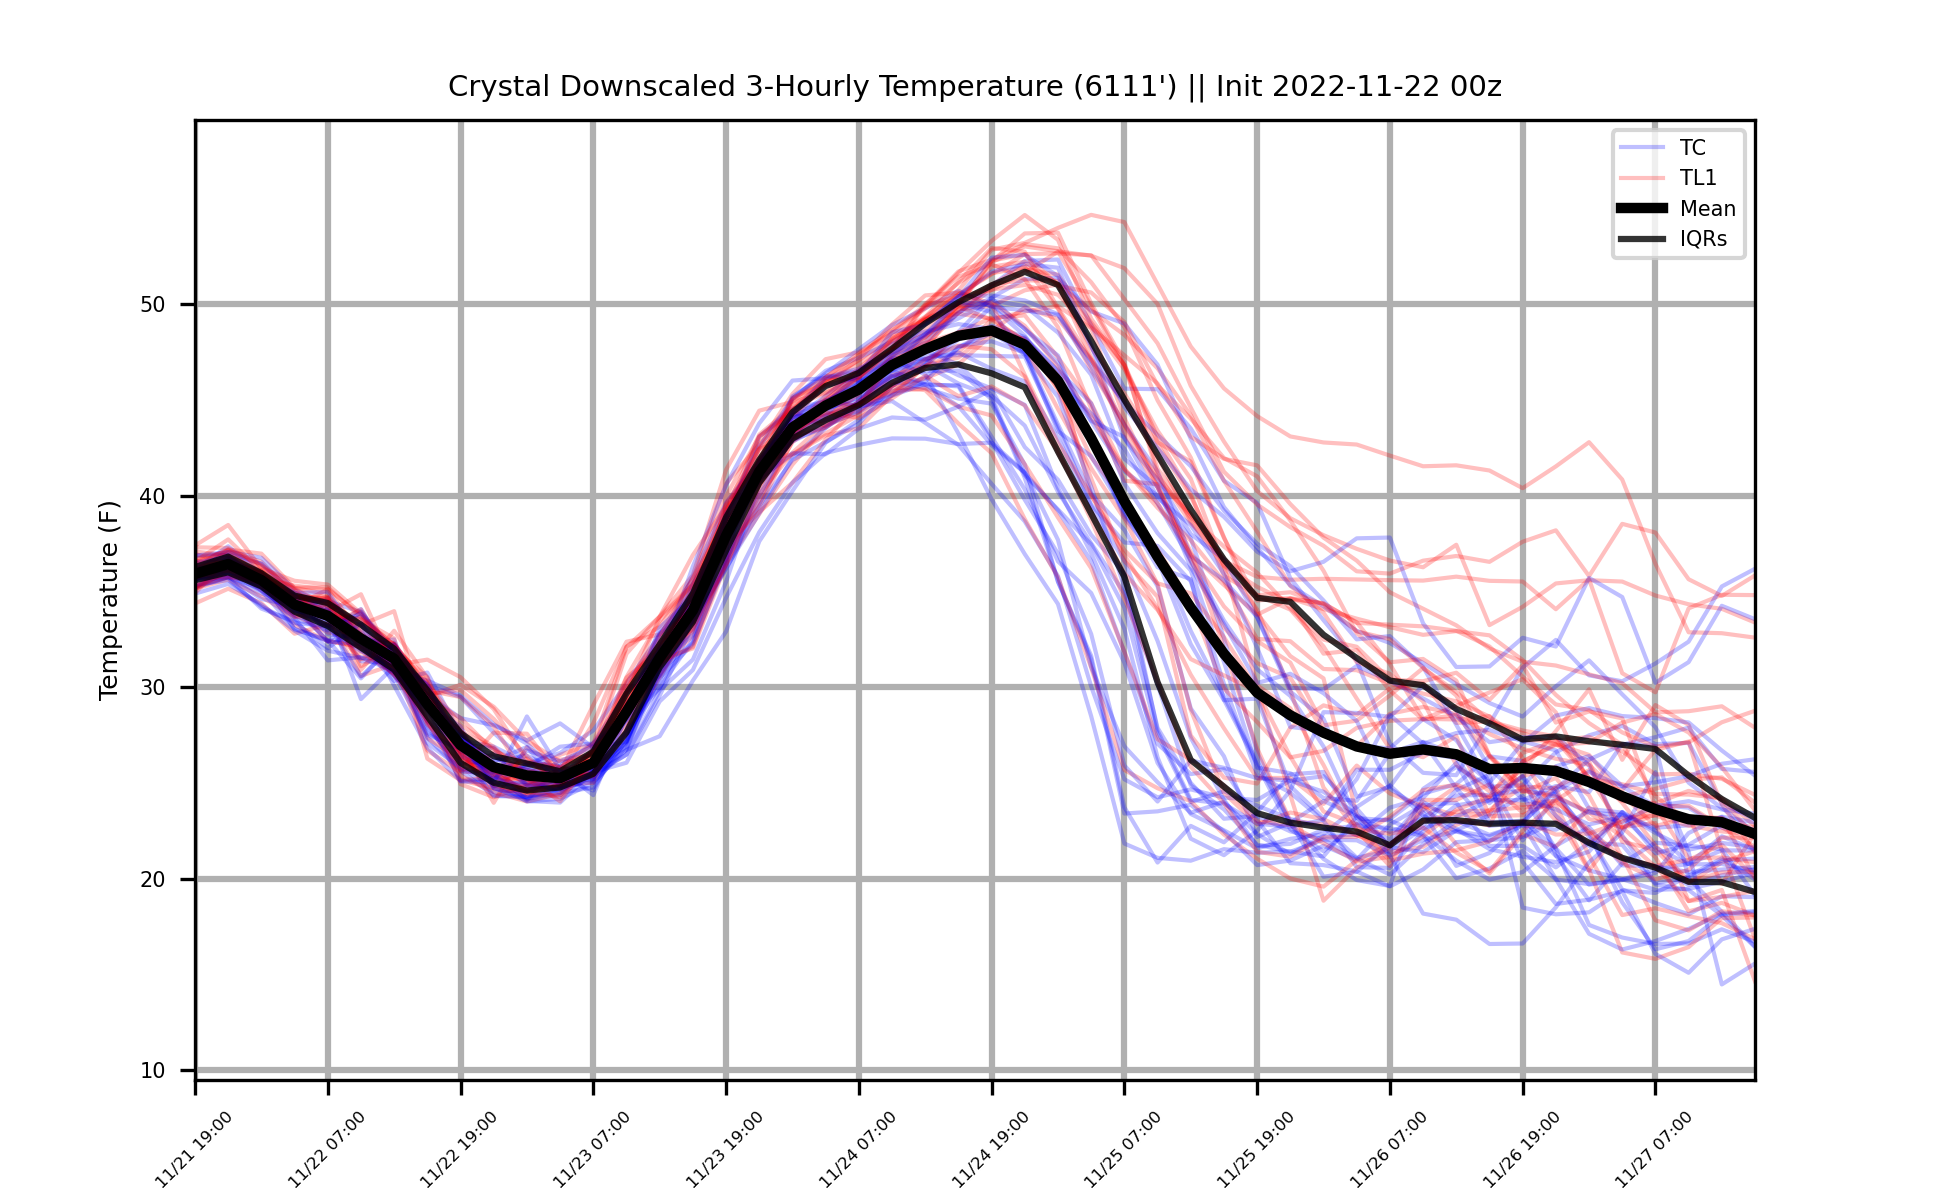 Crystal Downscaled 3-Hourly Temperature (6111') || Init 2022-11-22 00z
TC
TL1
Mean
IQRs
Temperature (F)
50
40
30
20
10
11/21 19:00
11/22 07:00
11/22 19:00
11/23 07:00
11/23 19:00
11/24 07:00
11/24 19:00
11/25 07:00
11/25 19:00
11/26 07:00
11/26 19:00
11/27 07:00